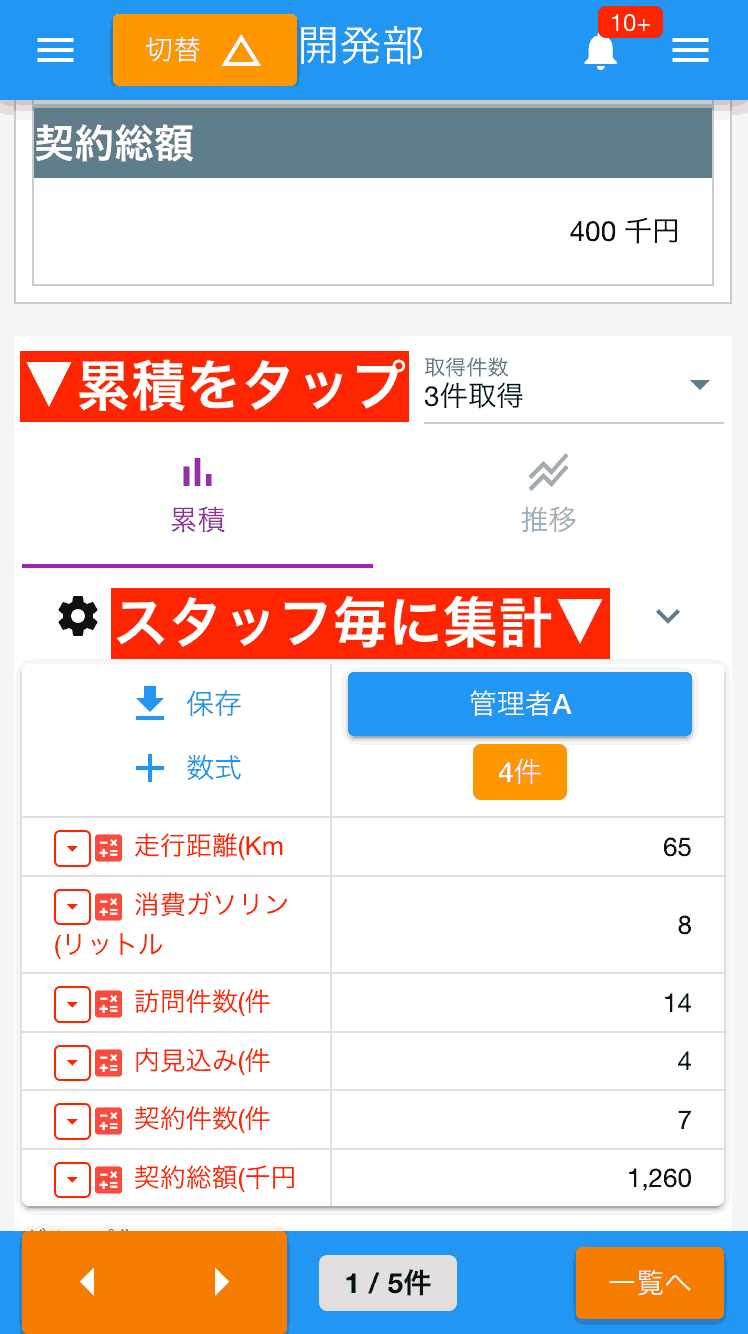 切替
開発部
10+
契約総額
400 千円
▼累積をタップ
取得件数
3件取得
累積
推移
スタッフ毎に集計▼
保存
管理者A
数式
4件
走行距離(Km
65
消費ガソリン
(リットル
8
訪問件数(件
14
内見込み(件
4
契約件数(件
7
契約総額(千円
1,260
1 / 5件
一覧へ